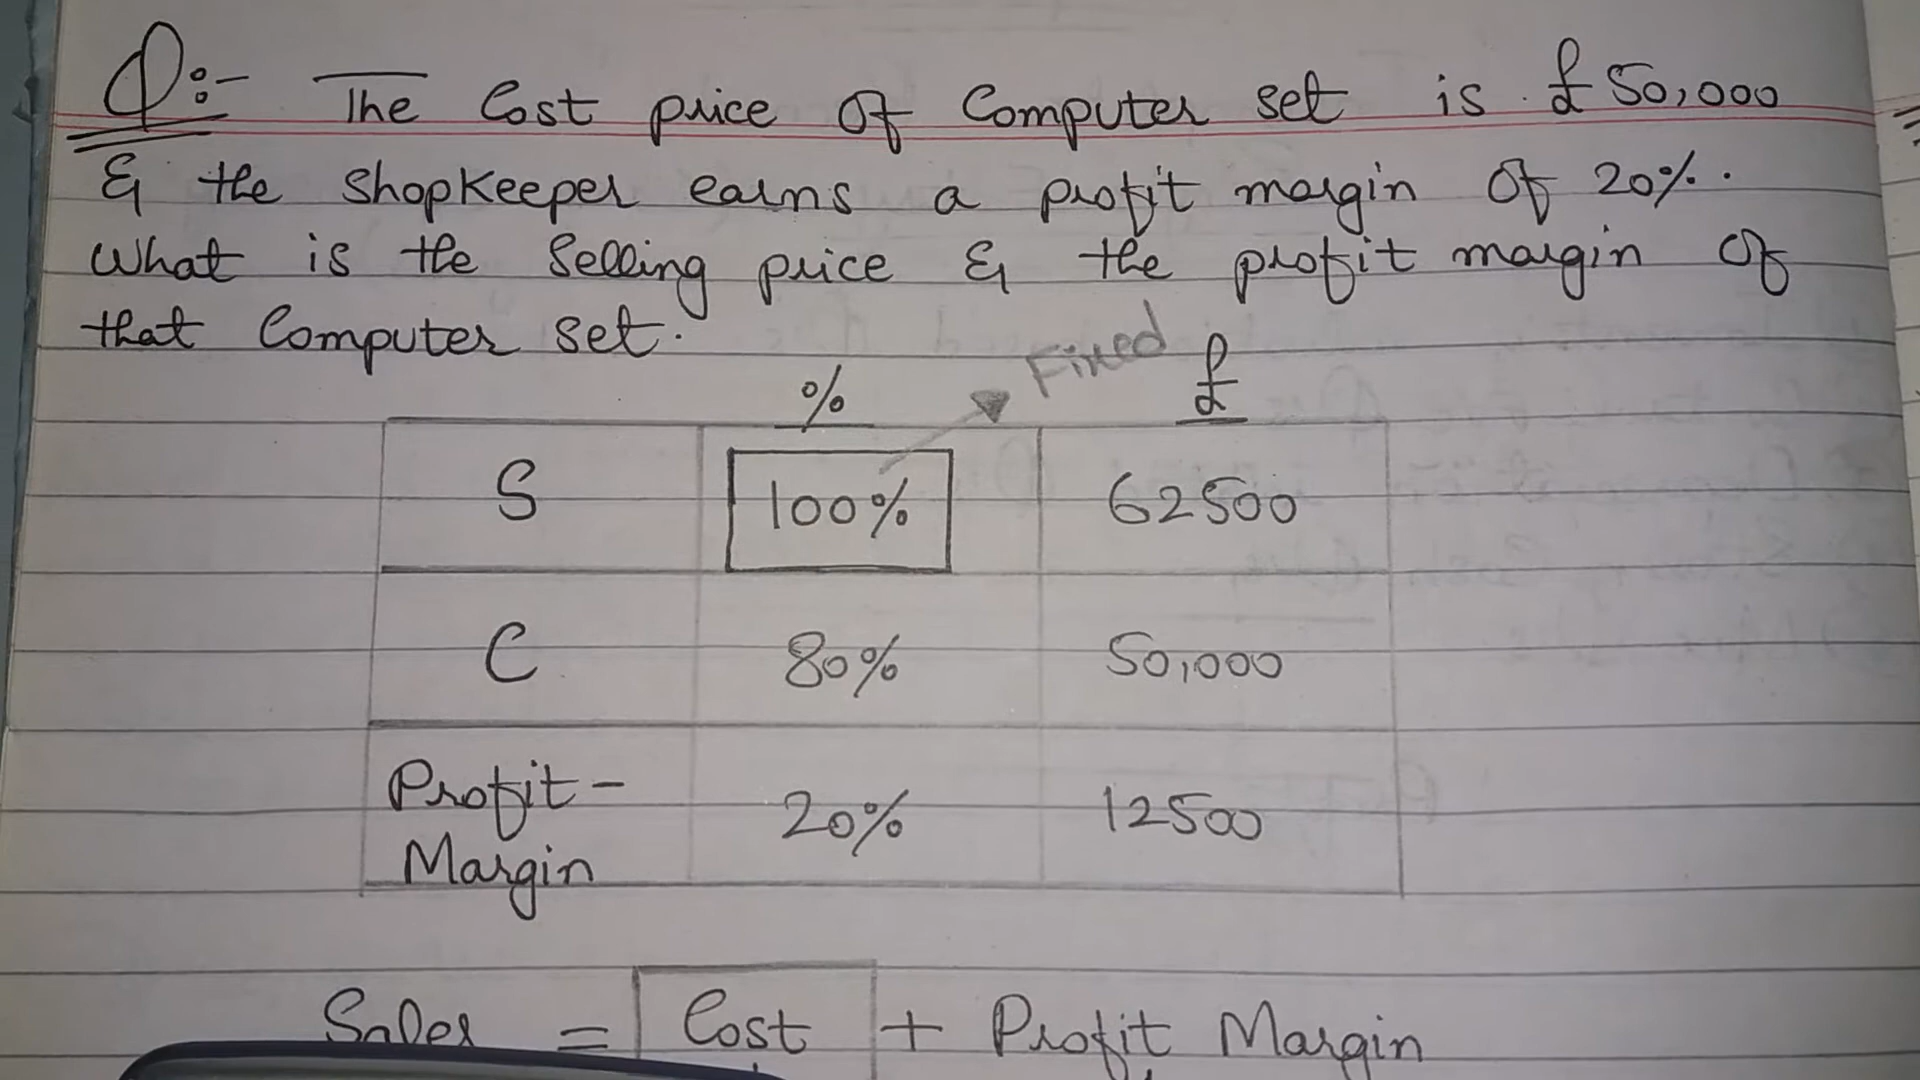 Q:- The Cost price of Computer set is £50,000
& the shopkeeper earns a profit margin of 20%.
What is the Selling price & the profit margin of
that Computer set.
Fixed
% £
S 100% 62500
C 80% 50,000
Profit-
Margin 20% 12500
Sales = Cost + Profit Margin